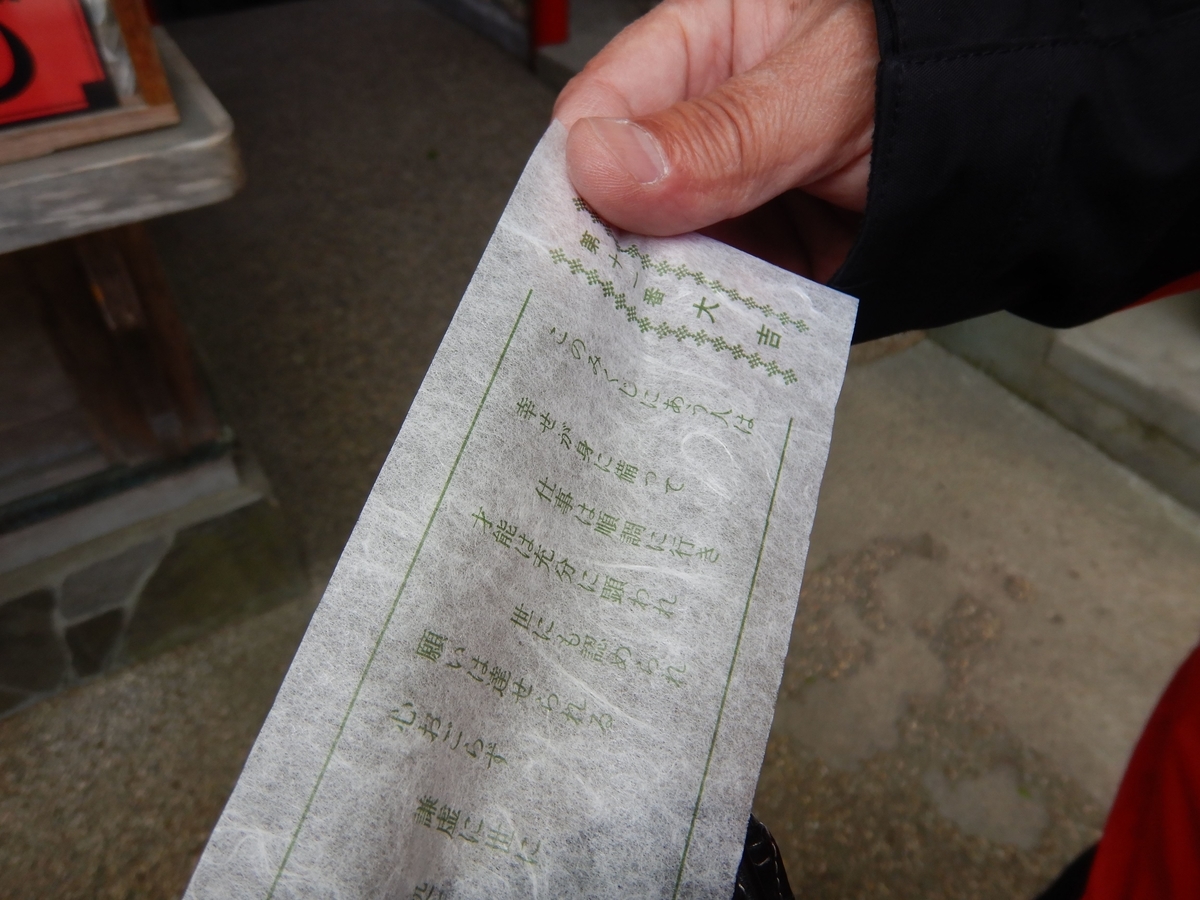 第十一番 大吉
このみくじにあう人は
幸せが身に備って
仕事は順調に行き
才能は充分に顕われ
世にも認められ
願いは達せられる
心おごらず
謙虚に世に